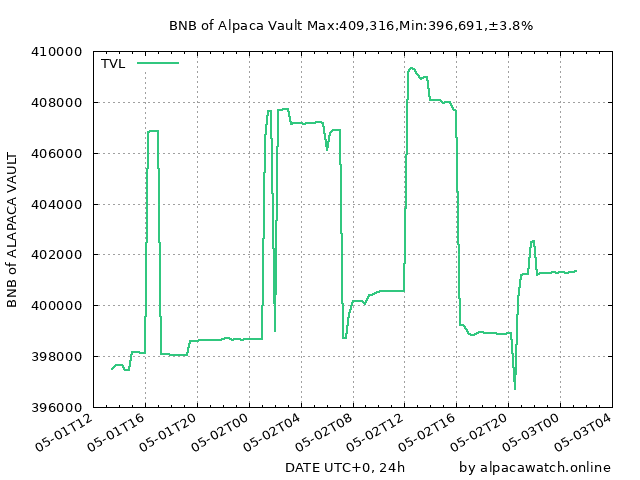 BNB of Alpaca Vault Max:409,316,Min:396,691,±3.8%
410000
TVL
408000
406000
404000
402000
400000
398000
396000
BNB of ALAPACA VAULT
05-01T12
05-01T16
05-01T20
05-02T00
05-02T04
05-02T08
05-02T12
05-02T16
05-02T20
05-03T00
05-03T04
DATE UTC+0, 24h
by alpacawatch.online